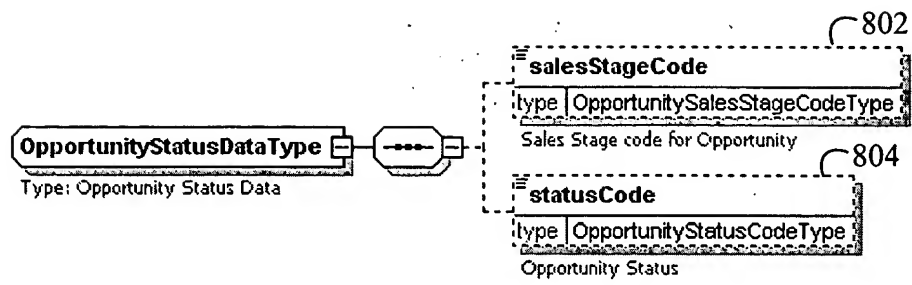 802
salesStageCode
type OpportunitySalesStageCodeType
Sales Stage code for Opportunity
OpportunityStatusDataType
Type: Opportunity Status Data
804
statusCode
type OpportunityStatusCodeType
Opportunity Status